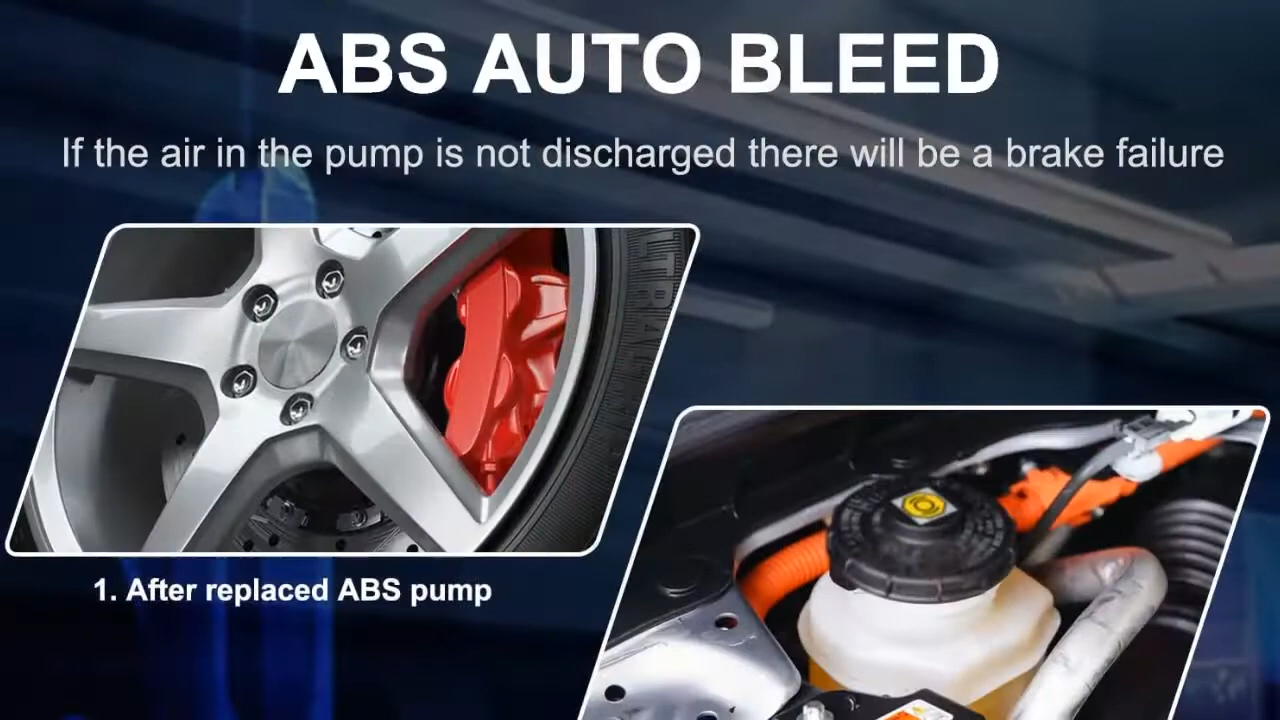 ABS AUTO BLEED
If the air in the pump is not discharged there will be a brake failure
1. After replaced ABS pump